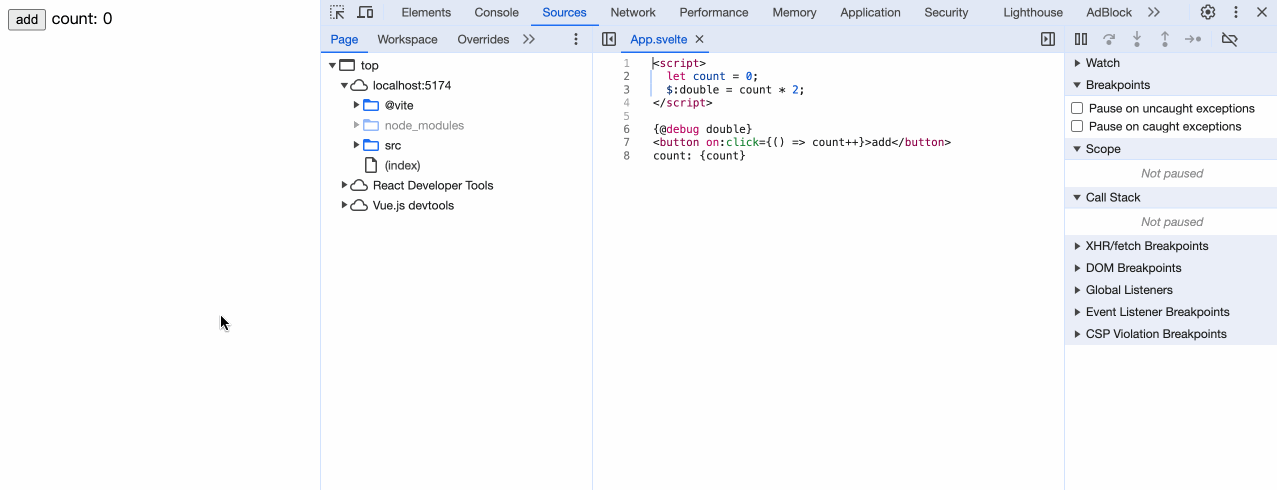 add count: 0
Elements Console Sources Network Performance Memory Application Security Lighthouse AdBlock
Page Workspace Overrides
App.svelte
top
localhost:5174
@vite
node_modules
src
(index)
React Developer Tools
Vue.js devtools
1 <script>
2 let count = 0;
3 $:double = count * 2;
4 </script>
5
6 {@debug double}
7 <button on:click={() => count++}>add</button>
8 count: {count}
Watch
Breakpoints
Pause on uncaught exceptions
Pause on caught exceptions
Scope
Not paused
Call Stack
Not paused
XHR/fetch Breakpoints
DOM Breakpoints
Global Listeners
Event Listener Breakpoints
CSP Violation Breakpoints